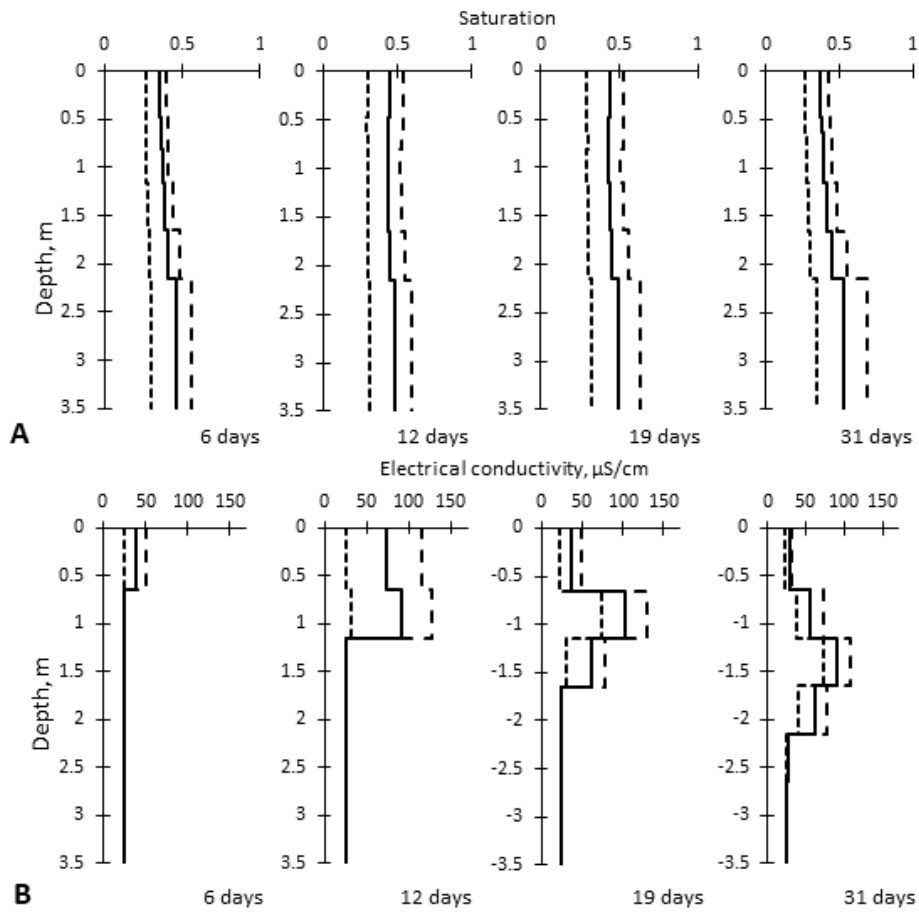 Saturation
0 0.5 1 0 0.5 1 0 0.5 1 0 0.5 1
0 0 0 0
0.5 0.5 0.5 0.5
1 1 1 1
1.5 1.5 1.5 1.5
2 2 2 2
2.5 2.5 2.5 2.5
3 3 3 3
3.5 3.5 3.5 3.5
Depth, m
A 6 days 12 days 19 days 31 days
Electrical conductivity, µS/cm
0 50 100 150 0 50 100 150 0 50 100 150 0 50 100 150
0 0 0 0
0.5 0.5 -0.5 -0.5
1 1 -1 -1
1.5 1.5 -1.5 -1.5
2 2 -2 -2
2.5 2.5 -2.5 -2.5
3 3 -3 -3
3.5 3.5 -3.5 3.5
Depth, m
B 6 days 12 days 19 days 31 days